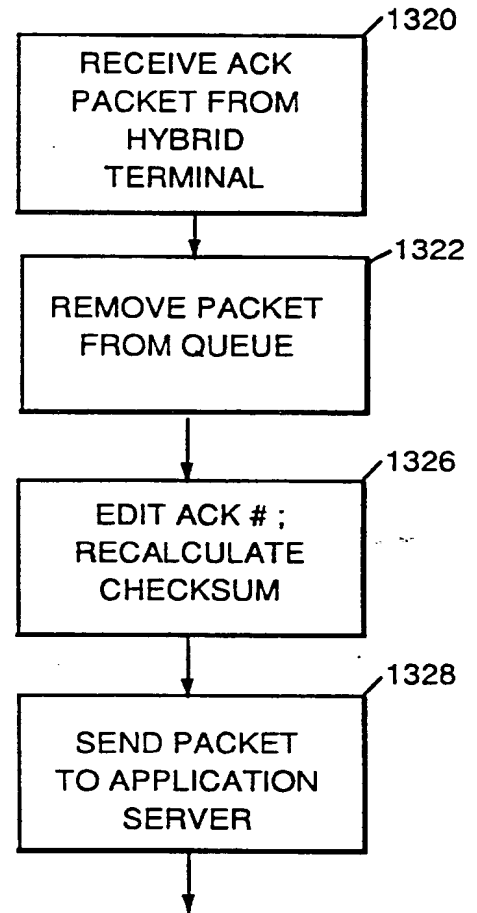 1320
RECEIVE ACK
PACKET FROM
HYBRID
TERMINAL
1322
REMOVE PACKET
FROM QUEUE
1326
EDIT ACK # ;
RECALCULATE
CHECKSUM
1328
SEND PACKET
TO APPLICATION
SERVER